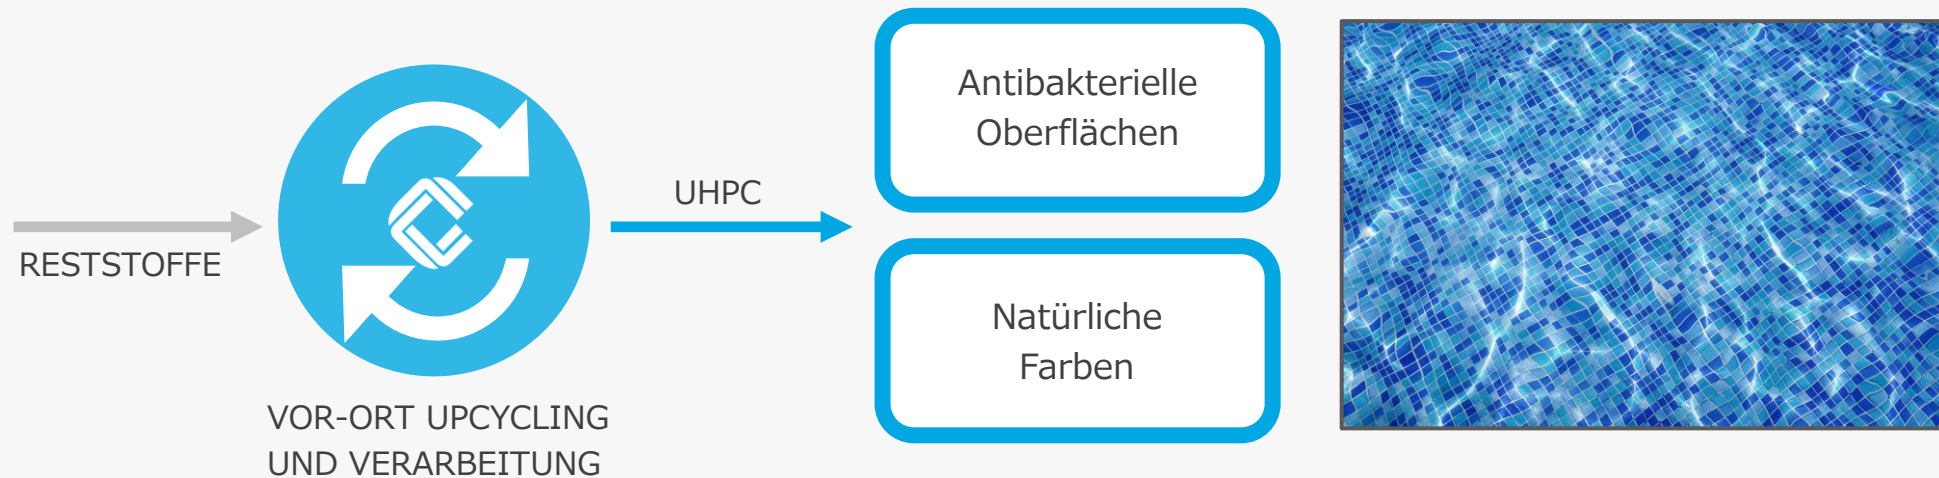 RESTSTOFFE
VOR-ORT UPCYCLING
UND VERARBEITUNG
UHPC
Antibakterielle
Oberflächen
Natürliche
Farben